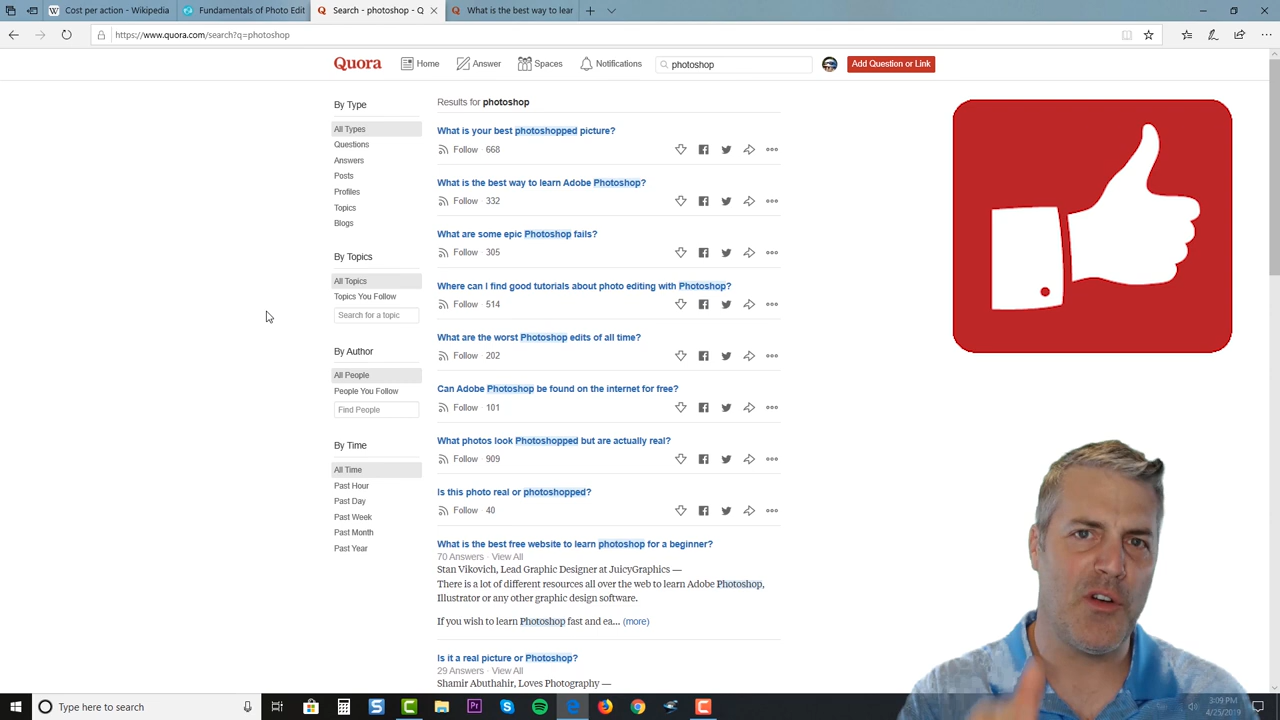 Cost per action - Wikipedia
Fundamentals of Photo Edit
Search - photoshop - Q
What is the best way to lear
https://www.quora.com/search?q=photoshop
Quora
Home
Answer
Spaces
Notifications
photoshop
Add Question or Link
By Type
All Types
Questions
Answers
Posts
Profiles
Topics
Blogs
By Topics
All Topics
Topics You Follow
Search for a topic
By Author
All People
People You Follow
Find People
By Time
All Time
Past Hour
Past Day
Past Week
Past Month
Past Year
Results for photoshop
What is your best photoshopped picture?
Follow · 668
What is the best way to learn Adobe Photoshop?
Follow · 332
What are some epic Photoshop fails?
Follow · 305
Where can I find good tutorials about photo editing with Photoshop?
Follow · 514
What are the worst Photoshop edits of all time?
Follow · 202
Can Adobe Photoshop be found on the internet for free?
Follow · 101
What photos look Photoshopped but are actually real?
Follow · 909
Is this photo real or photoshopped?
Follow · 40
What is the best free website to learn photoshop for a beginner?
70 Answers · View All
Stan Vikovich, Lead Graphic Designer at JuicyGraphics —
There is a lot of different resources all over the web to learn Adobe Photoshop,
Illustrator or any other graphic design software.
If you wish to learn Photoshop fast and ea... (more)
Is it a real picture or Photoshop?
29 Answers · View All
Shamir Abuthahir, Loves Photography —
Type here to search
3:09 PM
4/25/2019